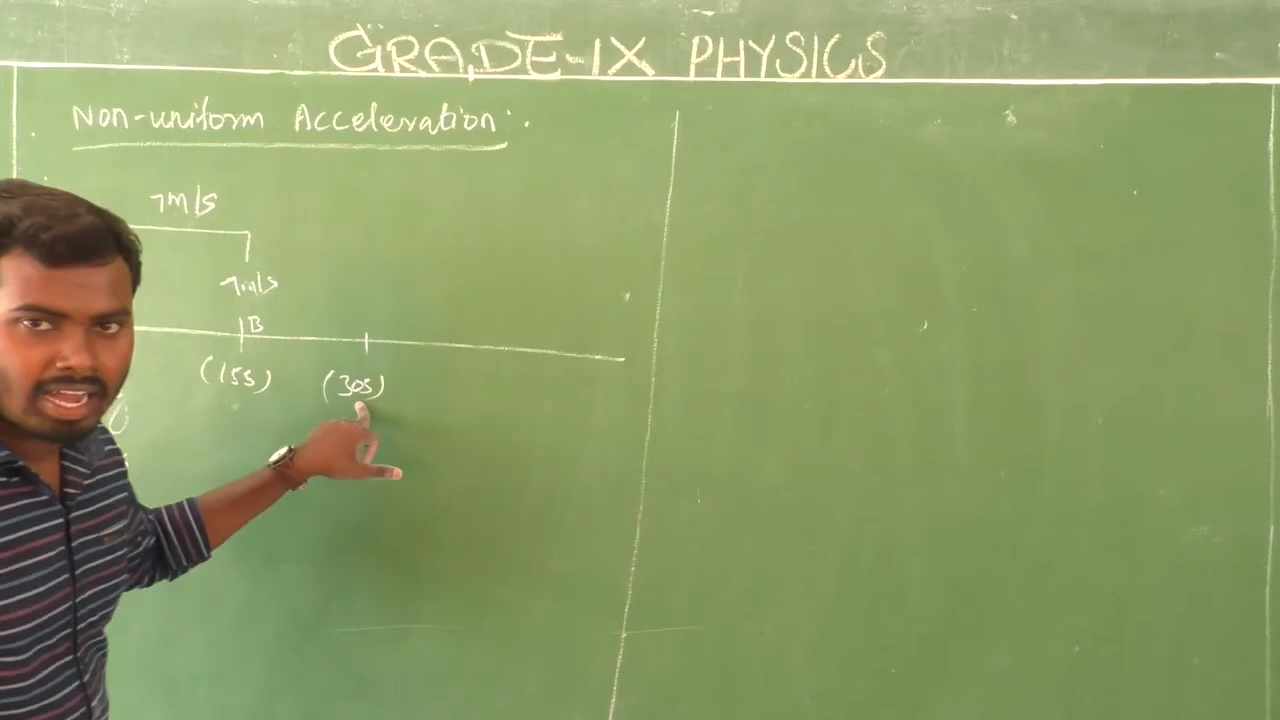 GRADE-IX PHYSICS
Non-uniform Acceleration:.
7m/s
7m/s
B
(15s) (30s)